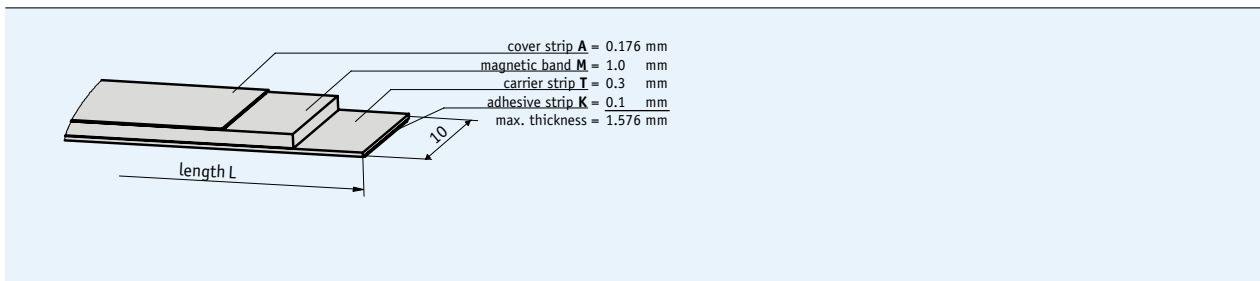 cover strip A = 0.176 mm
magnetic band M = 1.0 mm
carrier strip T = 0.3 mm
adhesive strip K = 0.1 mm
max. thickness = 1.576 mm
10
length L